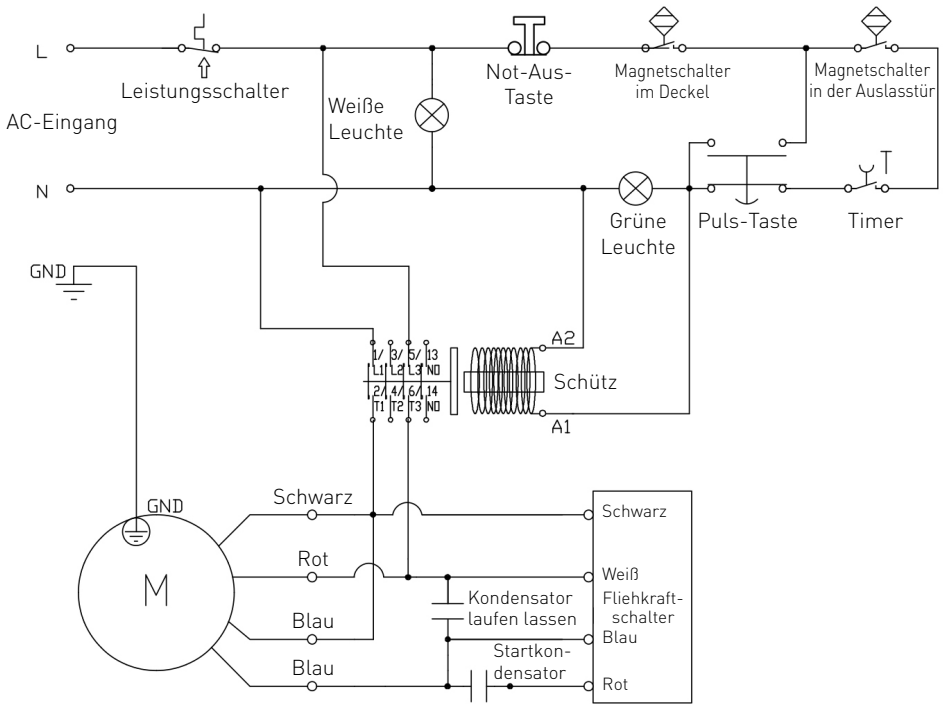 L
Leistungsschalter
AC-Eingang
N
Weiße
Leuchte
Not-Aus-
Taste
Magnetschalter
im Deckel
Magnetschalter
in der Auslasstür
Grüne
Leuchte
Puls-Taste
T
Timer
GND
1/ 3/ 5/ 13
L1 L2 L3 NO
2/ 4/ 6/ 14
T1 T2 T3 NO
A2
Schütz
A1
GND
M
Schwarz
Rot
Blau
Blau
Kondensator
laufen lassen
Startkon-
densator
Schwarz
Weiß
Fliehkraft-
schalter
Blau
Rot